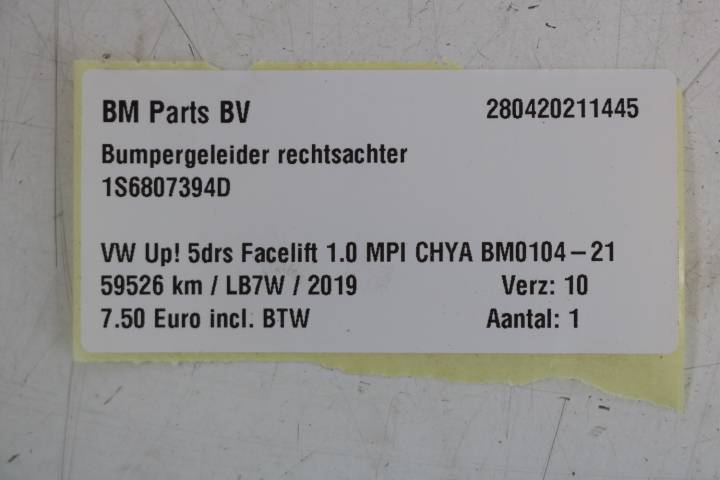 BM Parts BV 280420211445
Bumpergeleider rechtsachter
1S6807394D
VW Up! 5drs Facelift 1.0 MPI CHYA BM0104-21
59526 km / LB7W / 2019 Verz: 10
7.50 Euro incl. BTW Aantal: 1